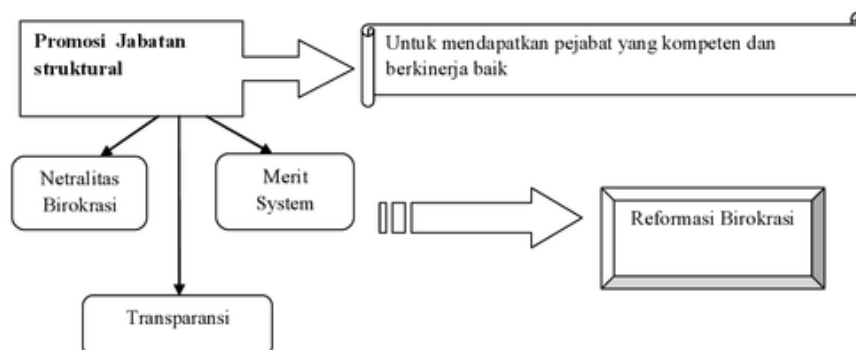 Promosi Jabatan
struktural
Untuk mendapatkan pejabat yang kompeten dan
berkinerja baik
Netralitas
Birokrasi
Merit
System
Reformasi Birokrasi
Transparansi